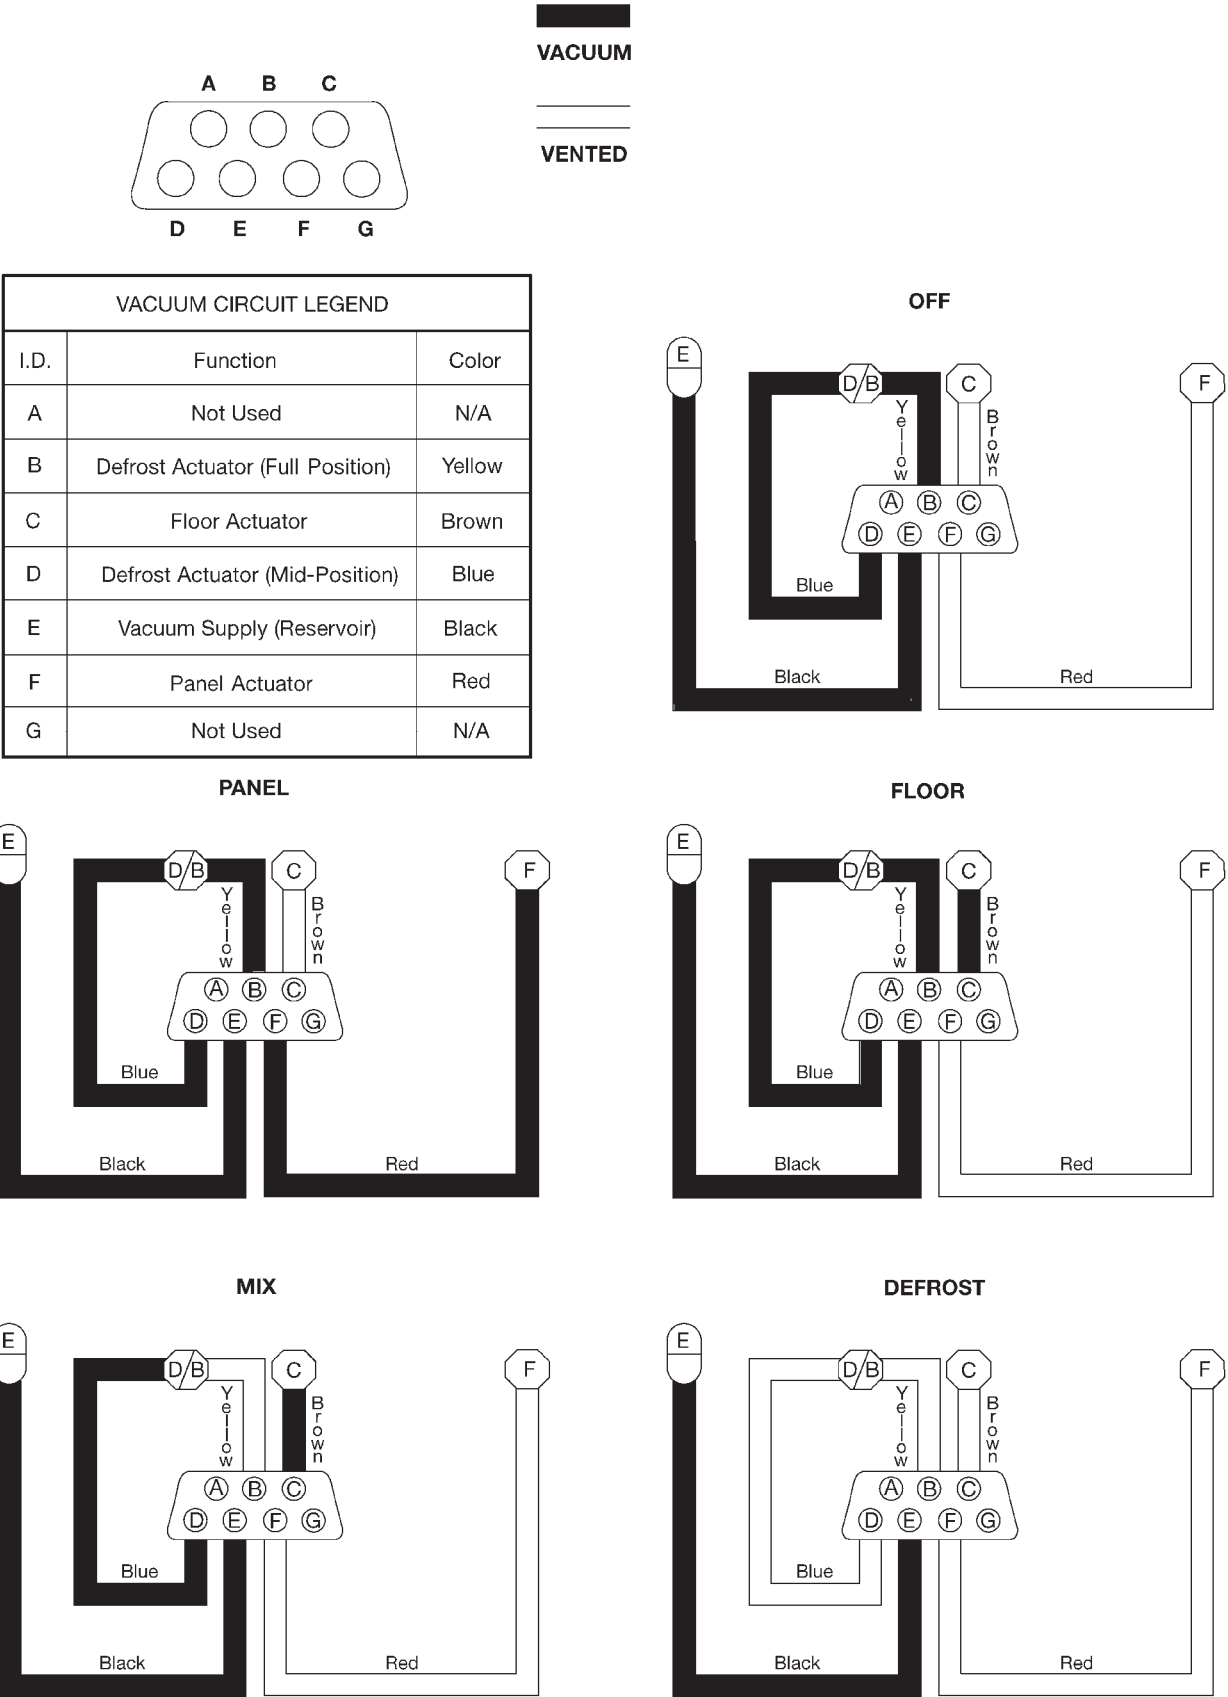 VACUUM
VENTED
A B C
D E F G
VACUUM CIRCUIT LEGEND
I.D. Function Color
A Not Used N/A
B Defrost Actuator (Full Position) Yellow
C Floor Actuator Brown
D Defrost Actuator (Mid-Position) Blue
E Vacuum Supply (Reservoir) Black
F Panel Actuator Red
G Not Used N/A
OFF
E D/B C F
Yellow Brown
A B C
D E F G
Blue
Black Red
PANEL
E D/B C F
Yellow Brown
A B C
D E F G
Blue
Black Red
FLOOR
E D/B C F
Yellow Brown
A B C
D E F G
Blue
Black Red
MIX
E D/B C F
Yellow Brown
A B C
D E F G
Blue
Black Red
DEFROST
E D/B C F
Yellow Brown
A B C
D E F G
Blue
Black Red